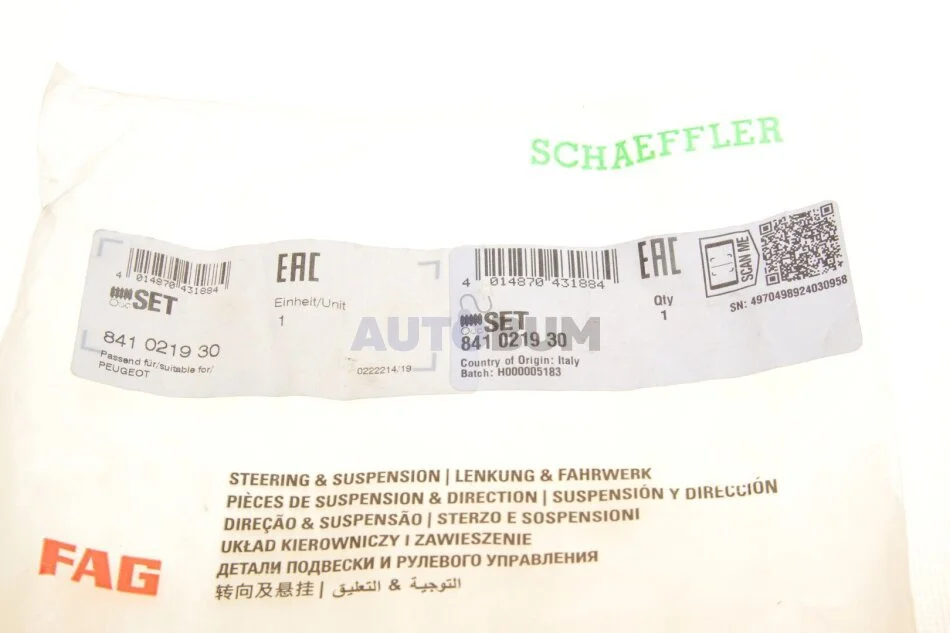 SCHAEFFLER
4 014870 431884
EAC
SET
Einheit/Unit
1
841 0219 30
Passend für/suitable for/
PEUGEOT
0222214/19
4 014870 431884
EAC
SCAN ME
SET
Qty
1
SN: 4970498924030958
841 0219 30
Country of Origin: Italy
Batch: H000005183
AUTODUM
STEERING & SUSPENSION | LENKUNG & FAHRWERK
PIÈCES DE SUSPENSION & DIRECTION | SUSPENSIÓN Y DIRECCIÓN
DIREÇÃO & SUSPENSÃO | STERZO E SOSPENSIONI
UKŁAD KIEROWNICZY I ZAWIESZENIE
ДЕТАЛИ ПОДВЕСКИ И РУЛЕВОГО УПРАВЛЕНИЯ
转向及悬挂 | التوجية & التعليق
FAG